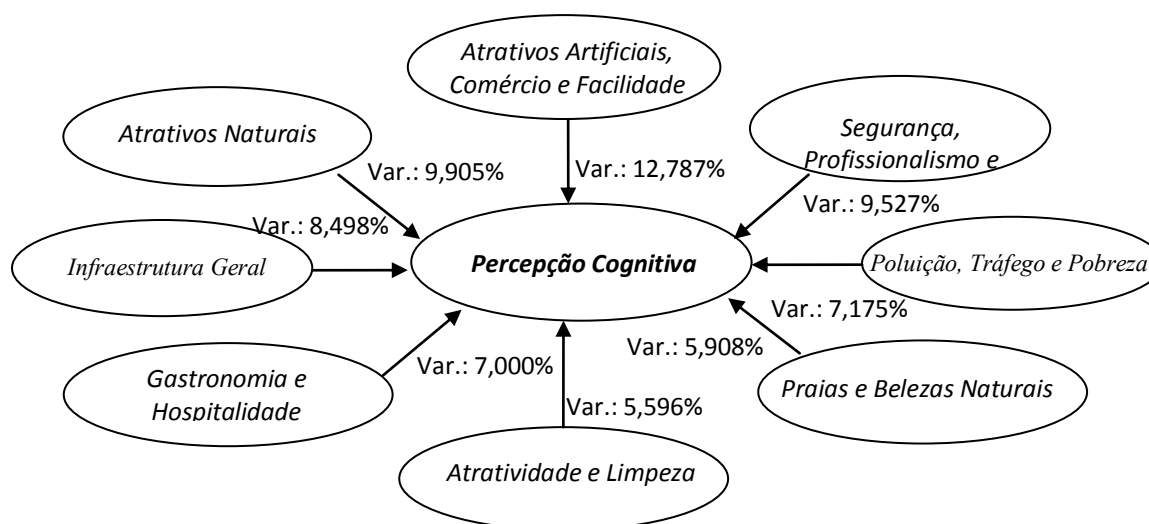 Atrativos Artificiais,
Comércio e Facilidade
Atrativos Naturais
Segurança,
Profissionalismo e
Var.: 9,905%
Var.: 12,787%
Var.: 9,527%
Var.: 8,498%
Infraestrutura Geral
Percepção Cognitiva
Poluição, Tráfego e Pobreza
Var.: 7,175%
Var.: 5,908%
Gastronomia e
Hospitalidade
Var.: 7,000%
Praias e Belezas Naturais
Var.: 5,596%
Atratividade e Limpeza